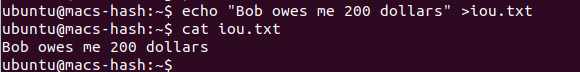 ubuntu@macs-hash:~$ echo "Bob owes me 200 dollars" >iou.txt
ubuntu@macs-hash:~$ cat iou.txt
Bob owes me 200 dollars
ubuntu@macs-hash:~$